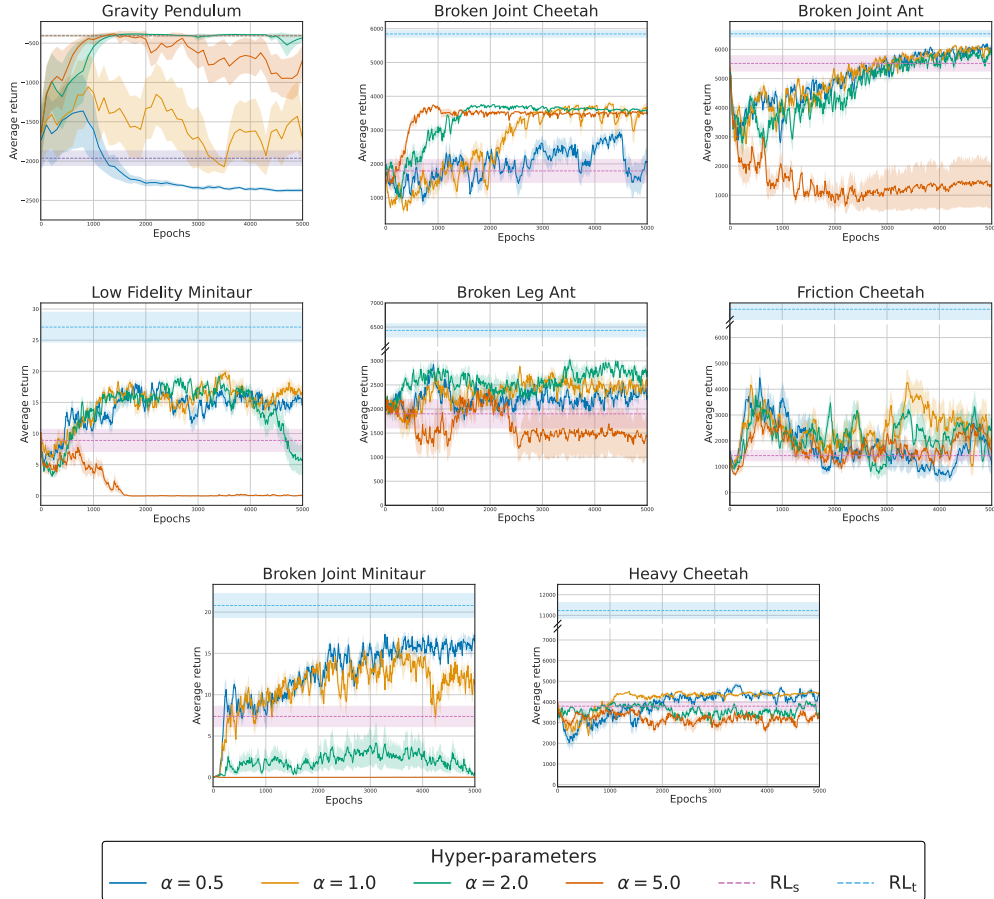 Gravity Pendulum
Average return
−500
−1000
−1500
−2000
−2500
0 1000 2000 3000 4000 5000
Epochs
Broken Joint Cheetah
Average return
6000
5000
4000
3000
2000
1000
0 1000 2000 3000 4000 5000
Epochs
Broken Joint Ant
Average return
6000
5000
4000
3000
2000
1000
0 1000 2000 3000 4000 5000
Epochs
Low Fidelity Minitaur
Average return
30
25
20
15
10
5
0
0 1000 2000 3000 4000 5000
Epochs
Broken Leg Ant
Average return
7000
6500
3000
2500
2000
1500
1000
500
0
0 1000 2000 3000 4000 5000
Epochs
Friction Cheetah
Average return
6000
5000
4000
3000
2000
1000
0
0 1000 2000 3000 4000 5000
Epochs
Broken Joint Minitaur
Average return
20
15
10
5
0
0 1000 2000 3000 4000 5000
Epochs
Heavy Cheetah
Average return
12000
11000
7000
6000
5000
4000
3000
2000
1000
0
0 1000 2000 3000 4000 5000
Epochs
Hyper-parameters
α = 0.5 α = 1.0 α = 2.0 α = 5.0 RLₛ RLₜ